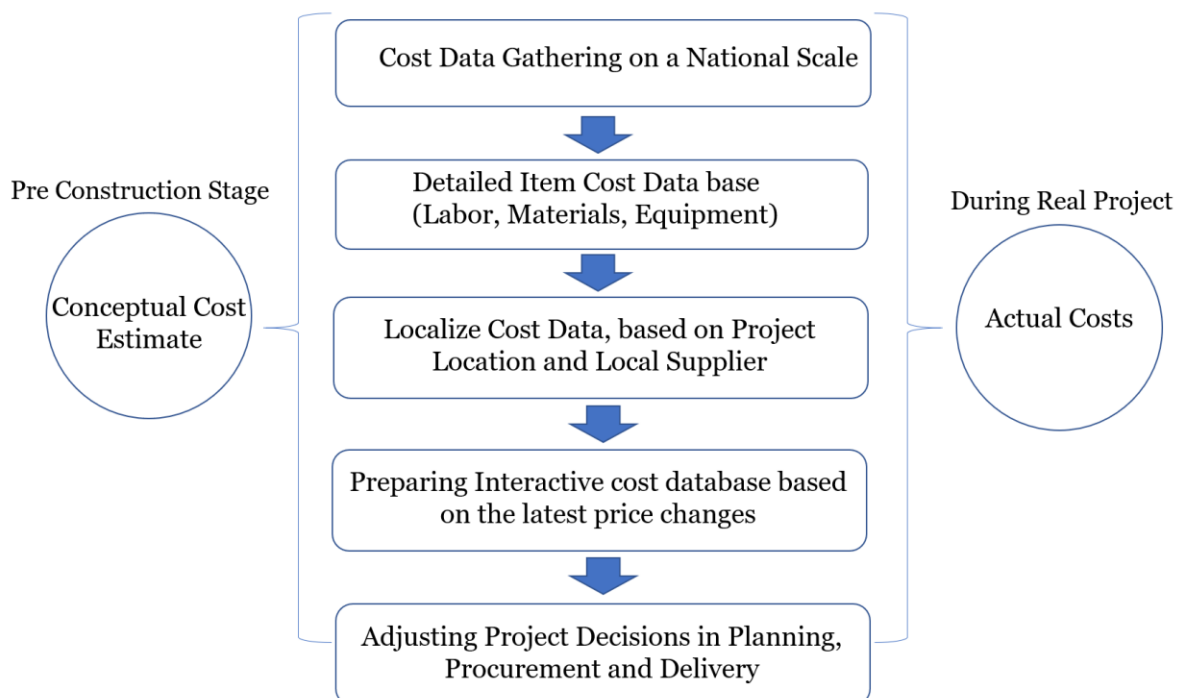 Cost Data Gathering on a National Scale
Pre Construction Stage
Conceptual Cost
Estimate
Detailed Item Cost Data base
(Labor, Materials, Equipment)
Localize Cost Data, based on Project
Location and Local Supplier
Preparing Interactive cost database based
on the latest price changes
Adjusting Project Decisions in Planning,
Procurement and Delivery
During Real Project
Actual Costs